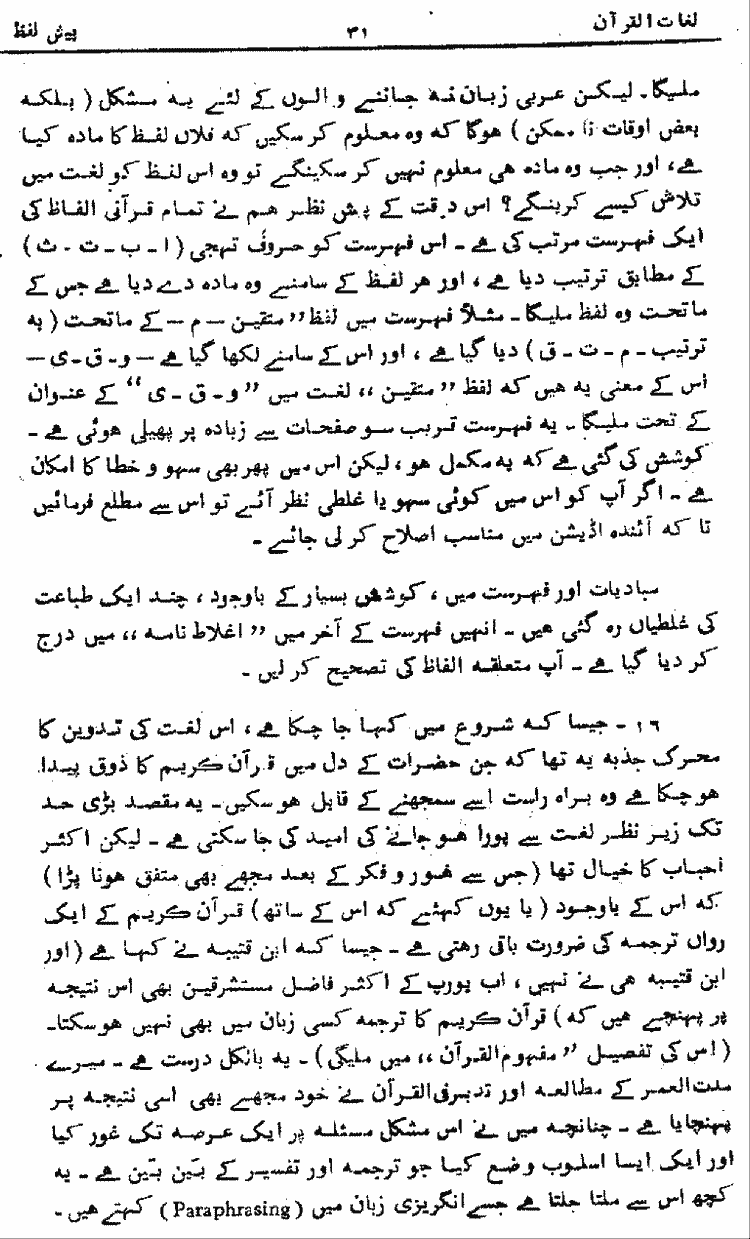 لغات القرآن ۳۱ پیش لفظ
ملیگا۔ لیکن عربی زبان نہ جاننے والوں کے لئے یہ مشکل ( بلکہ
بعض اوقات نا ممکن ) ہوگا کہ وہ معلوم کر سکیں کہ فلاں لفظ کا مادہ کیا
ہے، اور جب وہ مادہ ہی معلوم نہیں کر سکینگے تو وہ اس لفظ کو لغت میں
تلاش کیسے کرینگے؟ اس دقت کے پیش نظر ہم نے تمام قرآنی الفاظ کی
ایک فہرست مرتب کی ہے ۔ اس فہرست کو حروف تہجی ( ا ۔ ب ۔ ت ۔ ث )
کے مطابق ترتیب دیا ہے، اور ہر لفظ کے سامنے وہ مادہ دے دیا ہے جس کے
ماتحت وہ لفظ ملیگا ۔ مثلاً فہرست میں لفظ ”متقین — م — کے ماتحت ( بہ
ترتیب ۔ م ۔ ت ۔ ق ) دیا گیا ہے ، اور اس کے سامنے لکھا گیا ہے — و ۔ ق ۔ ی —
اس کے معنی یہ ہیں کہ لفظ ” متقین ،، لغت میں ”و ۔ ق ۔ ی “ کے عنوان
کے تحت ملیگا ۔ یہ فہرست قریب سو صفحات سے زیادہ پر پھیلی ہوئی ہے ۔
کوشش کی گئی ہے کہ یہ مکمل ہو ، لیکن اس میں پھر بھی سہو و خطا کا امکان
ہے ۔ اگر آپ کو اس میں کوئی سہو یا غلطی نظر آئے تو اس سے مطلع فرمائیں
تا کہ آئندہ اڈیشن میں مناسب اصلاح کر لی جائے ۔
مبادیات اور فہرست میں ، کوشش بسیار کے باوجود ، چند ایک طباعت
کی غلطیاں رہ گئی ہیں ۔ انہیں فہرست کے آخر میں ” اغلاط نامہ ،، میں درج
کر دیا گیا ہے ۔ آپ متعلقہ الفاظ کی تصحیح کر لیں ۔
۱۶ ۔ جیسا کہ شروع میں کہا جا چکا ہے ، اس لغت کی تدوین کا
محرک جذبہ یہ تھا کہ جن حضرات کے دل میں قرآن کریم کا ذوق پیدا
ہو چکا ہے وہ براہ راست اسے سمجھنے کے قابل ہو سکیں۔ یہ مقصد بڑی حد
تک زیر نظر لغت سے پورا ہو جانے کی امید کی جا سکتی ہے ۔ لیکن اکثر
احباب کا خیال تھا ( جس سے غور و فکر کے بعد مجھے بھی متفق ہونا پڑا )
کہ اس کے باوجود ( یا یوں کہئے کہ اس کے ساتھ ) قرآن کریم کے ایک
رواں ترجمہ کی ضرورت باقی رہتی ہے ۔ جیسا کہ ابن قتیبہ نے کہا ہے ( اور
ابن قتیبہ ہی نے نہیں ، اب یورپ کے اکثر فاضل مستشرقین بھی اس نتیجہ
پر پہنچے ہیں کہ ) قرآن کریم کا ترجمہ کسی زبان میں بھی نہیں ہو سکتا۔
( اس کی تفصیل ” مفہوم القرآن ،، میں ملیگی ) ۔ یہ بالکل درست ہے ۔ میرے
مدت العمر کے مطالعہ اور تدبر فی القرآن نے خود مجھے بھی اسی نتیجہ پر
پہنچایا ہے ۔ چنانچہ میں نے اس مشکل مسئلہ پر ایک عرصہ تک غور کیا
اور ایک ایسا اسلوب وضع کیا جو ترجمہ اور تفسیر کے بَین بَین ہے ۔ یہ
کچھ اس سے ملتا جلتا ہے جسے انگریزی زبان میں ( Paraphrasing ) کہتے ہیں ۔